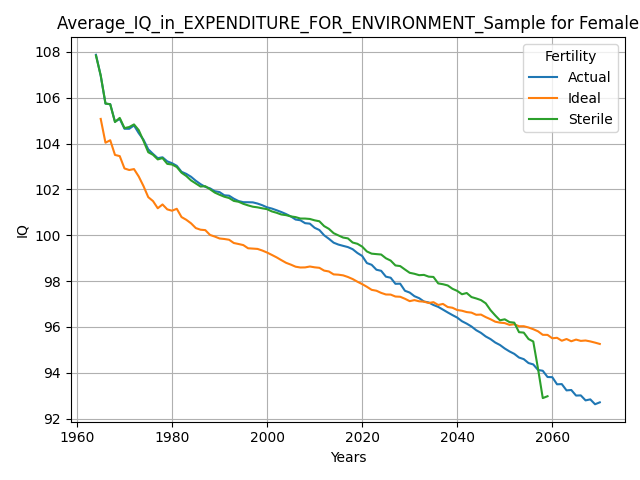 Average_IQ_in_EXPENDITURE_FOR_ENVIRONMENT_Sample for Female
108
106
104
102
100
98
96
94
92
IQ
1960
1980
2000
2020
2040
2060
Years
Fertility
Actual
Ideal
Sterile